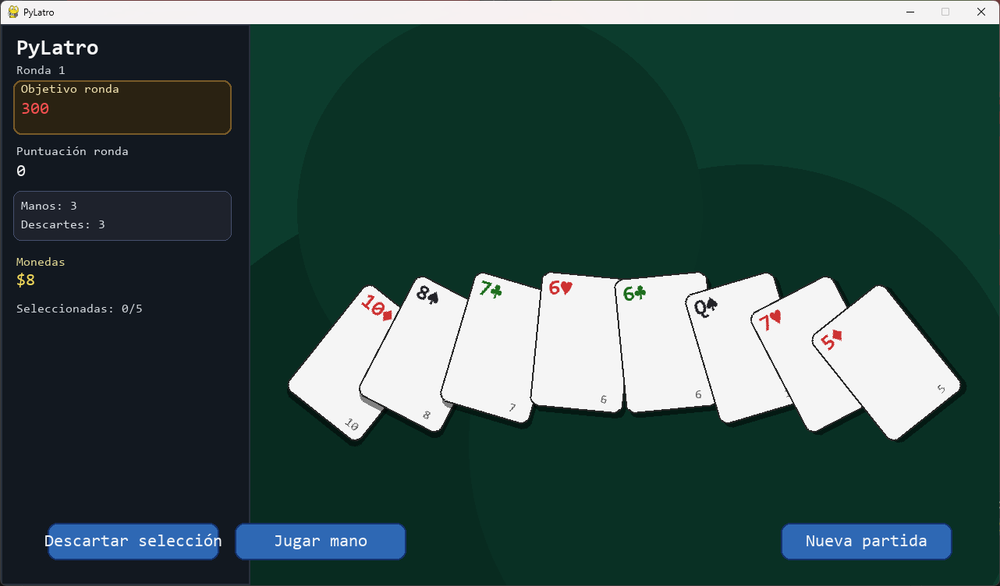 PyLatro
PyLatro
Ronda 1
Objetivo ronda
300
Puntuación ronda
0
Manos: 3
Descartes: 3
Monedas
$8
Seleccionadas: 0/5
10♦
8♠
7♣
6♥
6♣
Q♠
7♥
5♦
10
8
7
6
6
5
Descartar selección
Jugar mano
Nueva partida